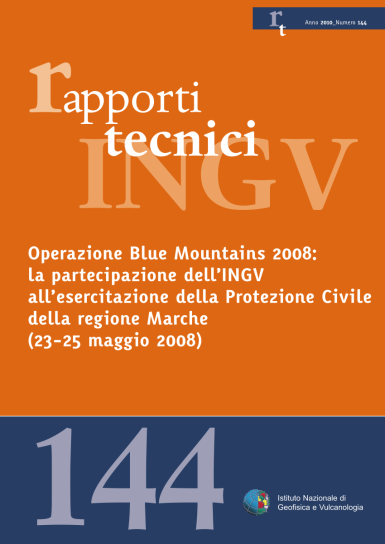 rt Anno 2010_Numero 144
rapporti
tecnici
INGV
Operazione Blue Mountains 2008:
la partecipazione dell'INGV
all'esercitazione della Protezione Civile
della regione Marche
(23-25 maggio 2008)
144
Istituto Nazionale di
Geofisica e Vulcanologia